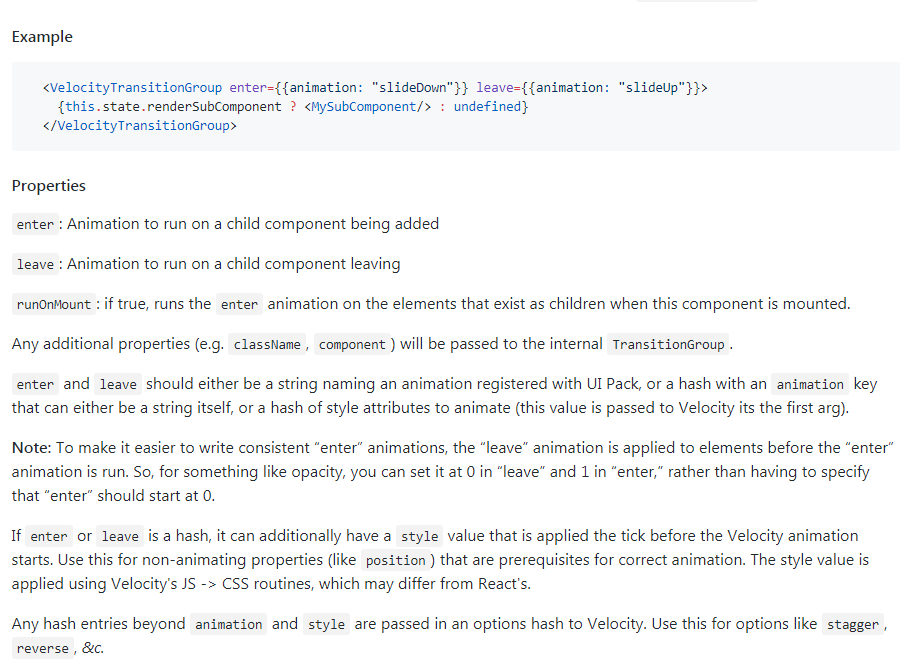 Example
<VelocityTransitionGroup enter={{animation: "slideDown"}} leave={{animation: "slideUp"}}>
  {this.state.renderSubComponent ? <MySubComponent/> : undefined}
</VelocityTransitionGroup>
Properties
enter : Animation to run on a child component being added
leave : Animation to run on a child component leaving
runOnMount : if true, runs the enter animation on the elements that exist as children when this component is mounted.
Any additional properties (e.g. className , component ) will be passed to the internal TransitionGroup .
enter and leave should either be a string naming an animation registered with UI Pack, or a hash with an animation key
that can either be a string itself, or a hash of style attributes to animate (this value is passed to Velocity its the first arg).
Note: To make it easier to write consistent “enter” animations, the “leave” animation is applied to elements before the “enter”
animation is run. So, for something like opacity, you can set it at 0 in “leave” and 1 in “enter,” rather than having to specify
that “enter” should start at 0.
If enter or leave is a hash, it can additionally have a style value that is applied the tick before the Velocity animation
starts. Use this for non-animating properties (like position ) that are prerequisites for correct animation. The style value is
applied using Velocity's JS -> CSS routines, which may differ from React's.
Any hash entries beyond animation and style are passed in an options hash to Velocity. Use this for options like stagger ,
reverse , &c.